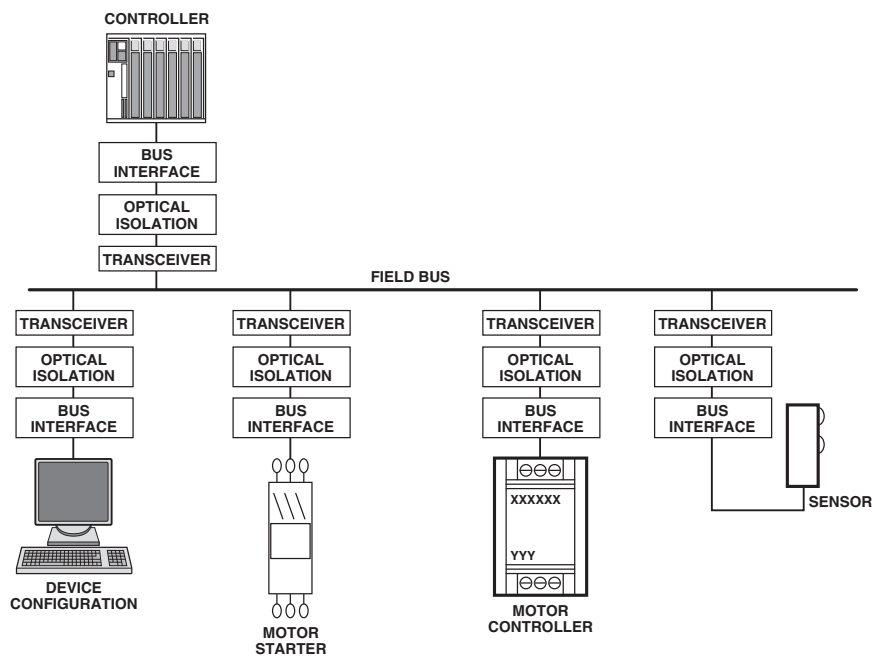 CONTROLLER
BUS
INTERFACE
OPTICAL
ISOLATION
TRANSCEIVER
FIELD BUS
TRANSCEIVER
OPTICAL
ISOLATION
BUS
INTERFACE
DEVICE
CONFIGURATION
TRANSCEIVER
OPTICAL
ISOLATION
BUS
INTERFACE
MOTOR
STARTER
TRANSCEIVER
OPTICAL
ISOLATION
BUS
INTERFACE
XXXXXX
YYY
MOTOR
CONTROLLER
TRANSCEIVER
OPTICAL
ISOLATION
BUS
INTERFACE
SENSOR